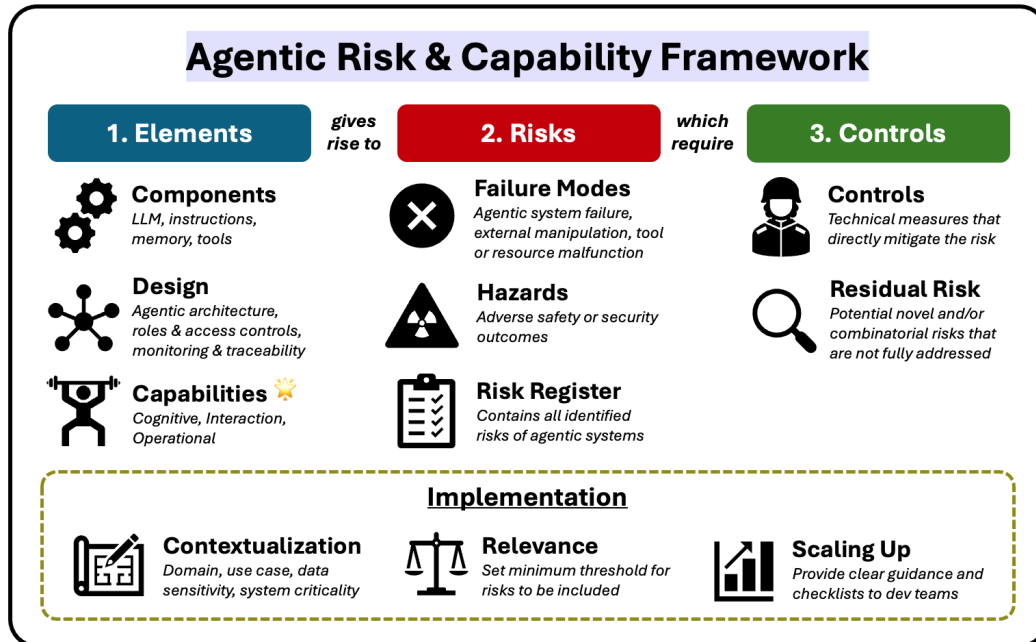 Agentic Risk & Capability Framework
1. Elements
gives
rise to
2. Risks
which
require
3. Controls
Components
LLM, instructions,
memory, tools
Design
Agentic architecture,
roles & access controls,
monitoring & traceability
Capabilities
Cognitive, Interaction,
Operational
Failure Modes
Agentic system failure,
external manipulation, tool
or resource malfunction
Hazards
Adverse safety or security
outcomes
Risk Register
Contains all identified
risks of agentic systems
Controls
Technical measures that
directly mitigate the risk
Residual Risk
Potential novel and/or
combinatorial risks that
are not fully addressed
Implementation
Contextualization
Domain, use case, data
sensitivity, system criticality
Relevance
Set minimum threshold for
risks to be included
Scaling Up
Provide clear guidance and
checklists to dev teams